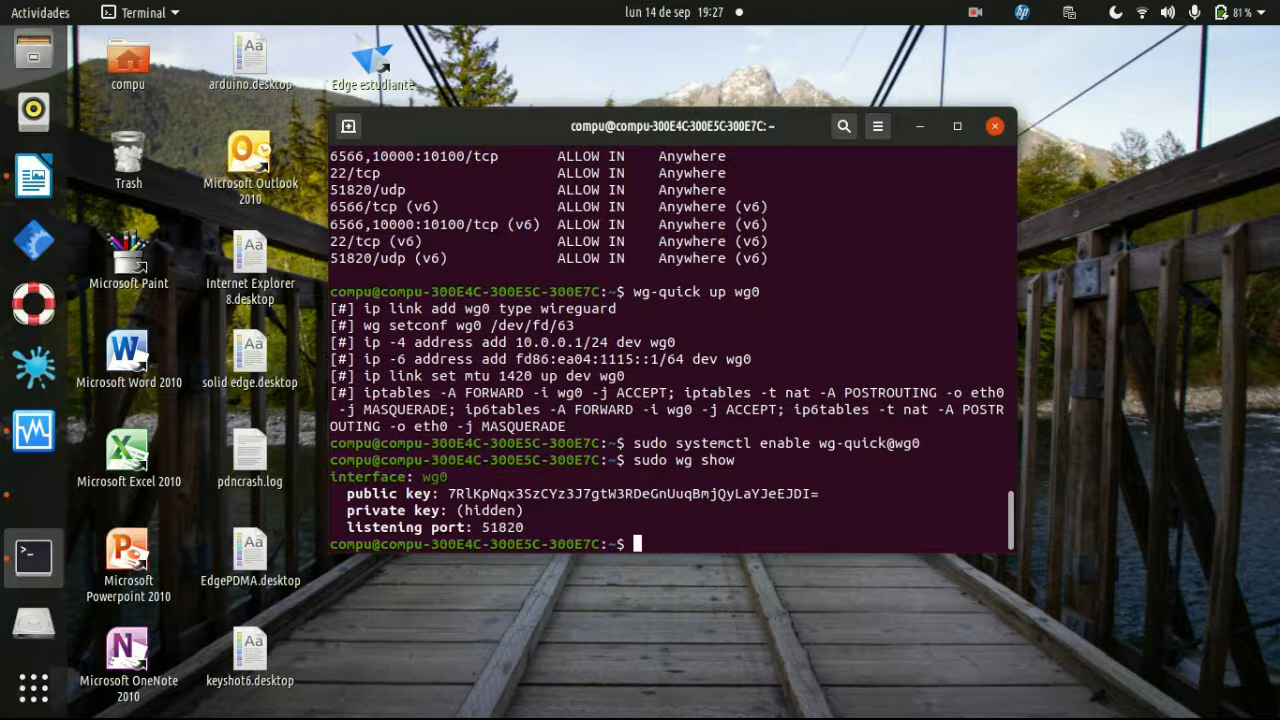 Actividades
Terminal
lun 14 de sep 19:27
81%
compu
arduino.desktop
Edge estudiante
Trash
Microsoft Outlook
2010
Microsoft Paint
Internet Explorer
8.desktop
Microsoft Word 2010
solid edge.desktop
Microsoft Excel 2010
pdncrash.log
Microsoft
Powerpoint 2010
EdgePDMA.desktop
Microsoft OneNote
2010
keyshot6.desktop
compu@compu-300E4C-300E5C-300E7C: ~
6566,10000:10100/tcp ALLOW IN Anywhere
22/tcp ALLOW IN Anywhere
51820/udp ALLOW IN Anywhere
6566/tcp (v6) ALLOW IN Anywhere (v6)
6566,10000:10100/tcp (v6) ALLOW IN Anywhere (v6)
22/tcp (v6) ALLOW IN Anywhere (v6)
51820/udp (v6) ALLOW IN Anywhere (v6)
compu@compu-300E4C-300E5C-300E7C:~$ wg-quick up wg0
[#] ip link add wg0 type wireguard
[#] wg setconf wg0 /dev/fd/63
[#] ip -4 address add 10.0.0.1/24 dev wg0
[#] ip -6 address add fd86:ea04:1115::1/64 dev wg0
[#] ip link set mtu 1420 up dev wg0
[#] iptables -A FORWARD -i wg0 -j ACCEPT; iptables -t nat -A POSTROUTING -o eth0
-j MASQUERADE; ip6tables -A FORWARD -i wg0 -j ACCEPT; ip6tables -t nat -A POSTR
OUTING -o eth0 -j MASQUERADE
compu@compu-300E4C-300E5C-300E7C:~$ sudo systemctl enable wg-quick@wg0
compu@compu-300E4C-300E5C-300E7C:~$ sudo wg show
interface: wg0
public key: 7RlKpNqx3SzCYz3J7gtW3RDeGnUuqBmjQyLaYJeEJDI=
private key: (hidden)
listening port: 51820
compu@compu-300E4C-300E5C-300E7C:~$